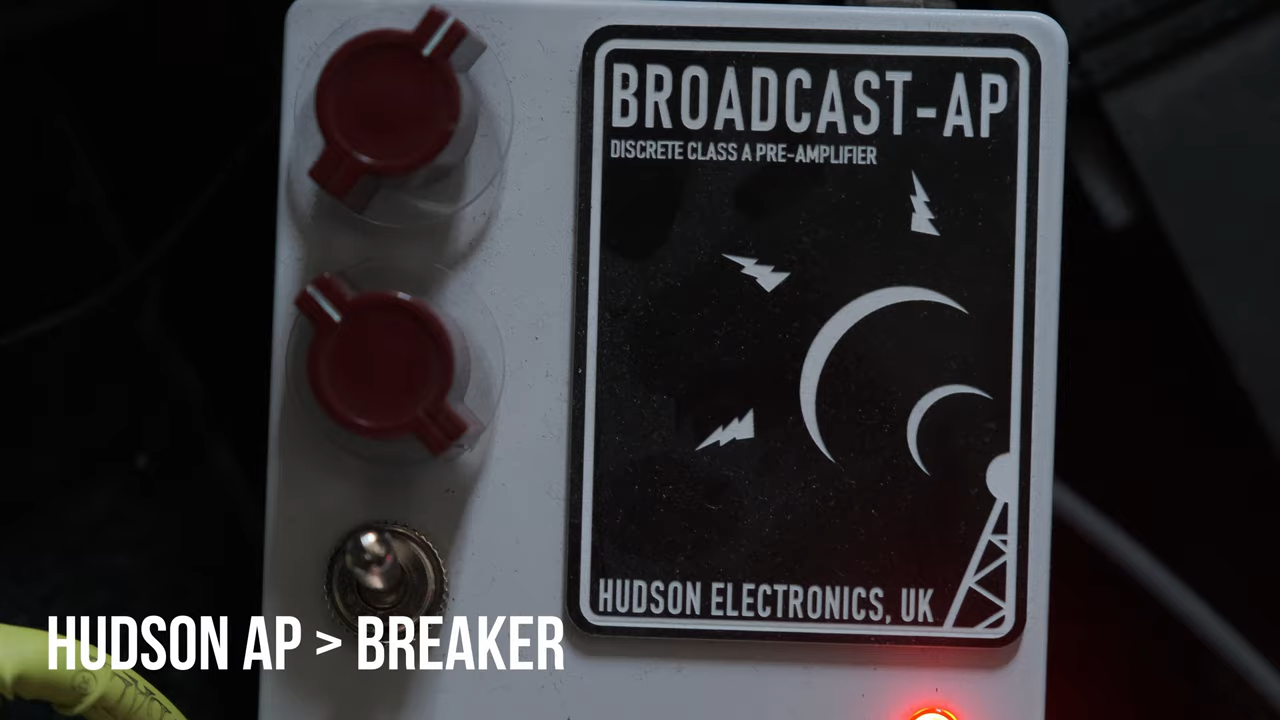 BROADCAST-AP
DISCRETE CLASS A PRE-AMPLIFIER
HUDSON ELECTRONICS, UK
HUDSON AP > BREAKER